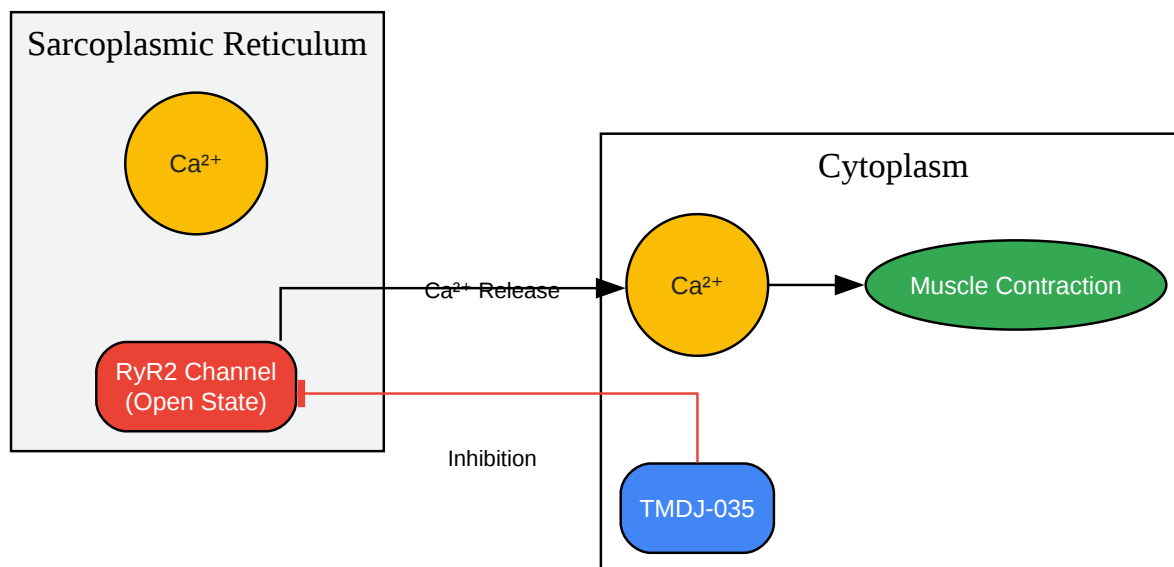 Sarcoplasmic Reticulum
Ca²⁺
Cytoplasm
Ca²⁺ Release
Ca²⁺
Muscle Contraction
RyR2 Channel
(Open State)
Inhibition
TMDJ-035